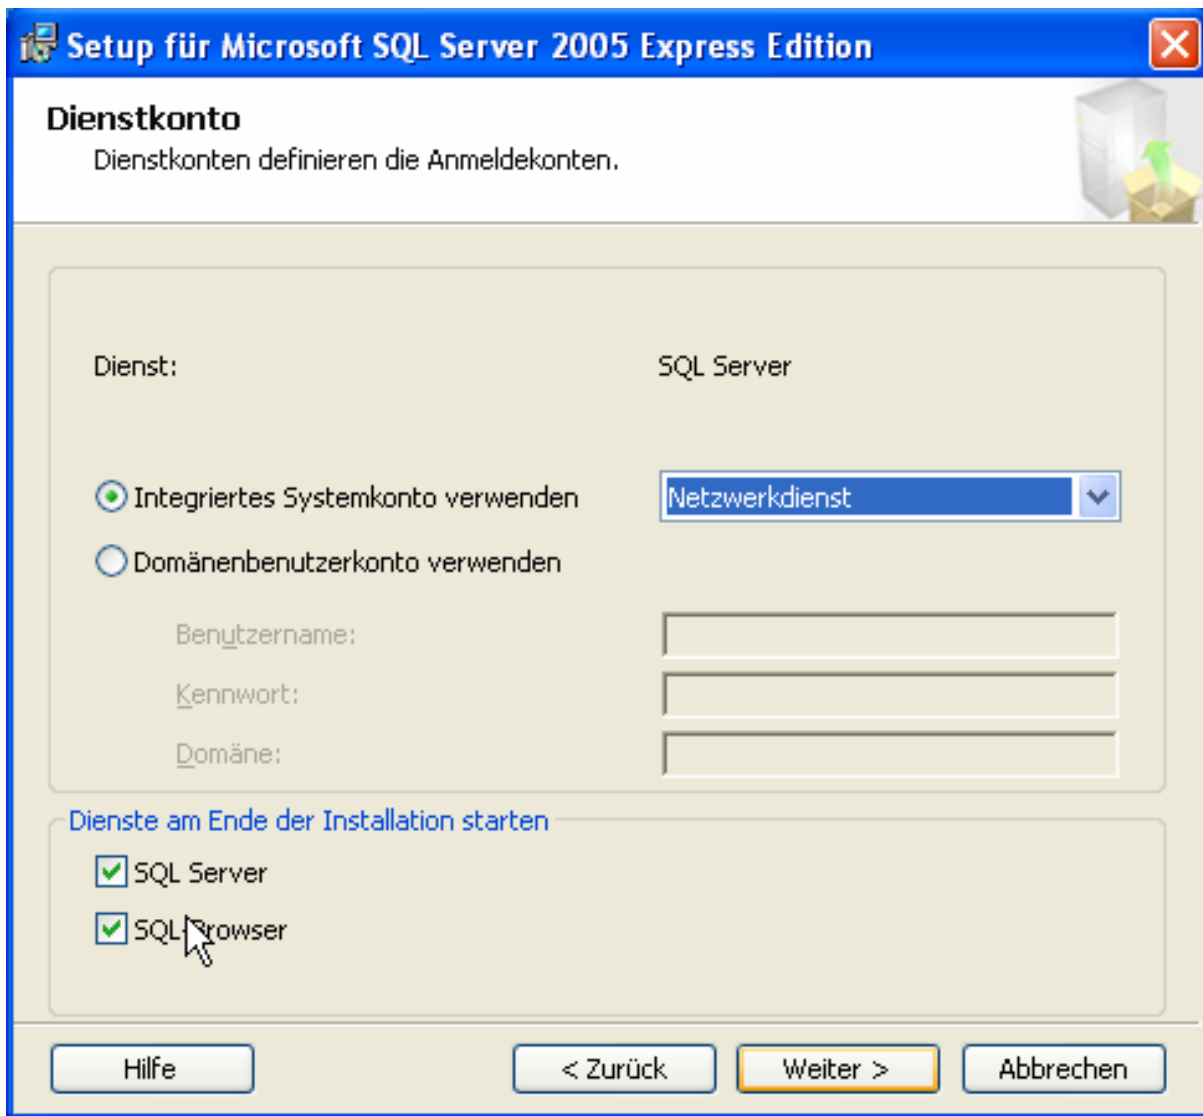 Setup für Microsoft SQL Server 2005 Express Edition
Dienstkonto
Dienstkonten definieren die Anmeldekonten.
Dienst: SQL Server
Integriertes Systemkonto verwenden Netzwerkdienst
Domänenbenutzerkonto verwenden
Benutzername:
Kennwort:
Domäne:
Dienste am Ende der Installation starten
SQL Server
SQL-Browser
Hilfe < Zurück Weiter > Abbrechen